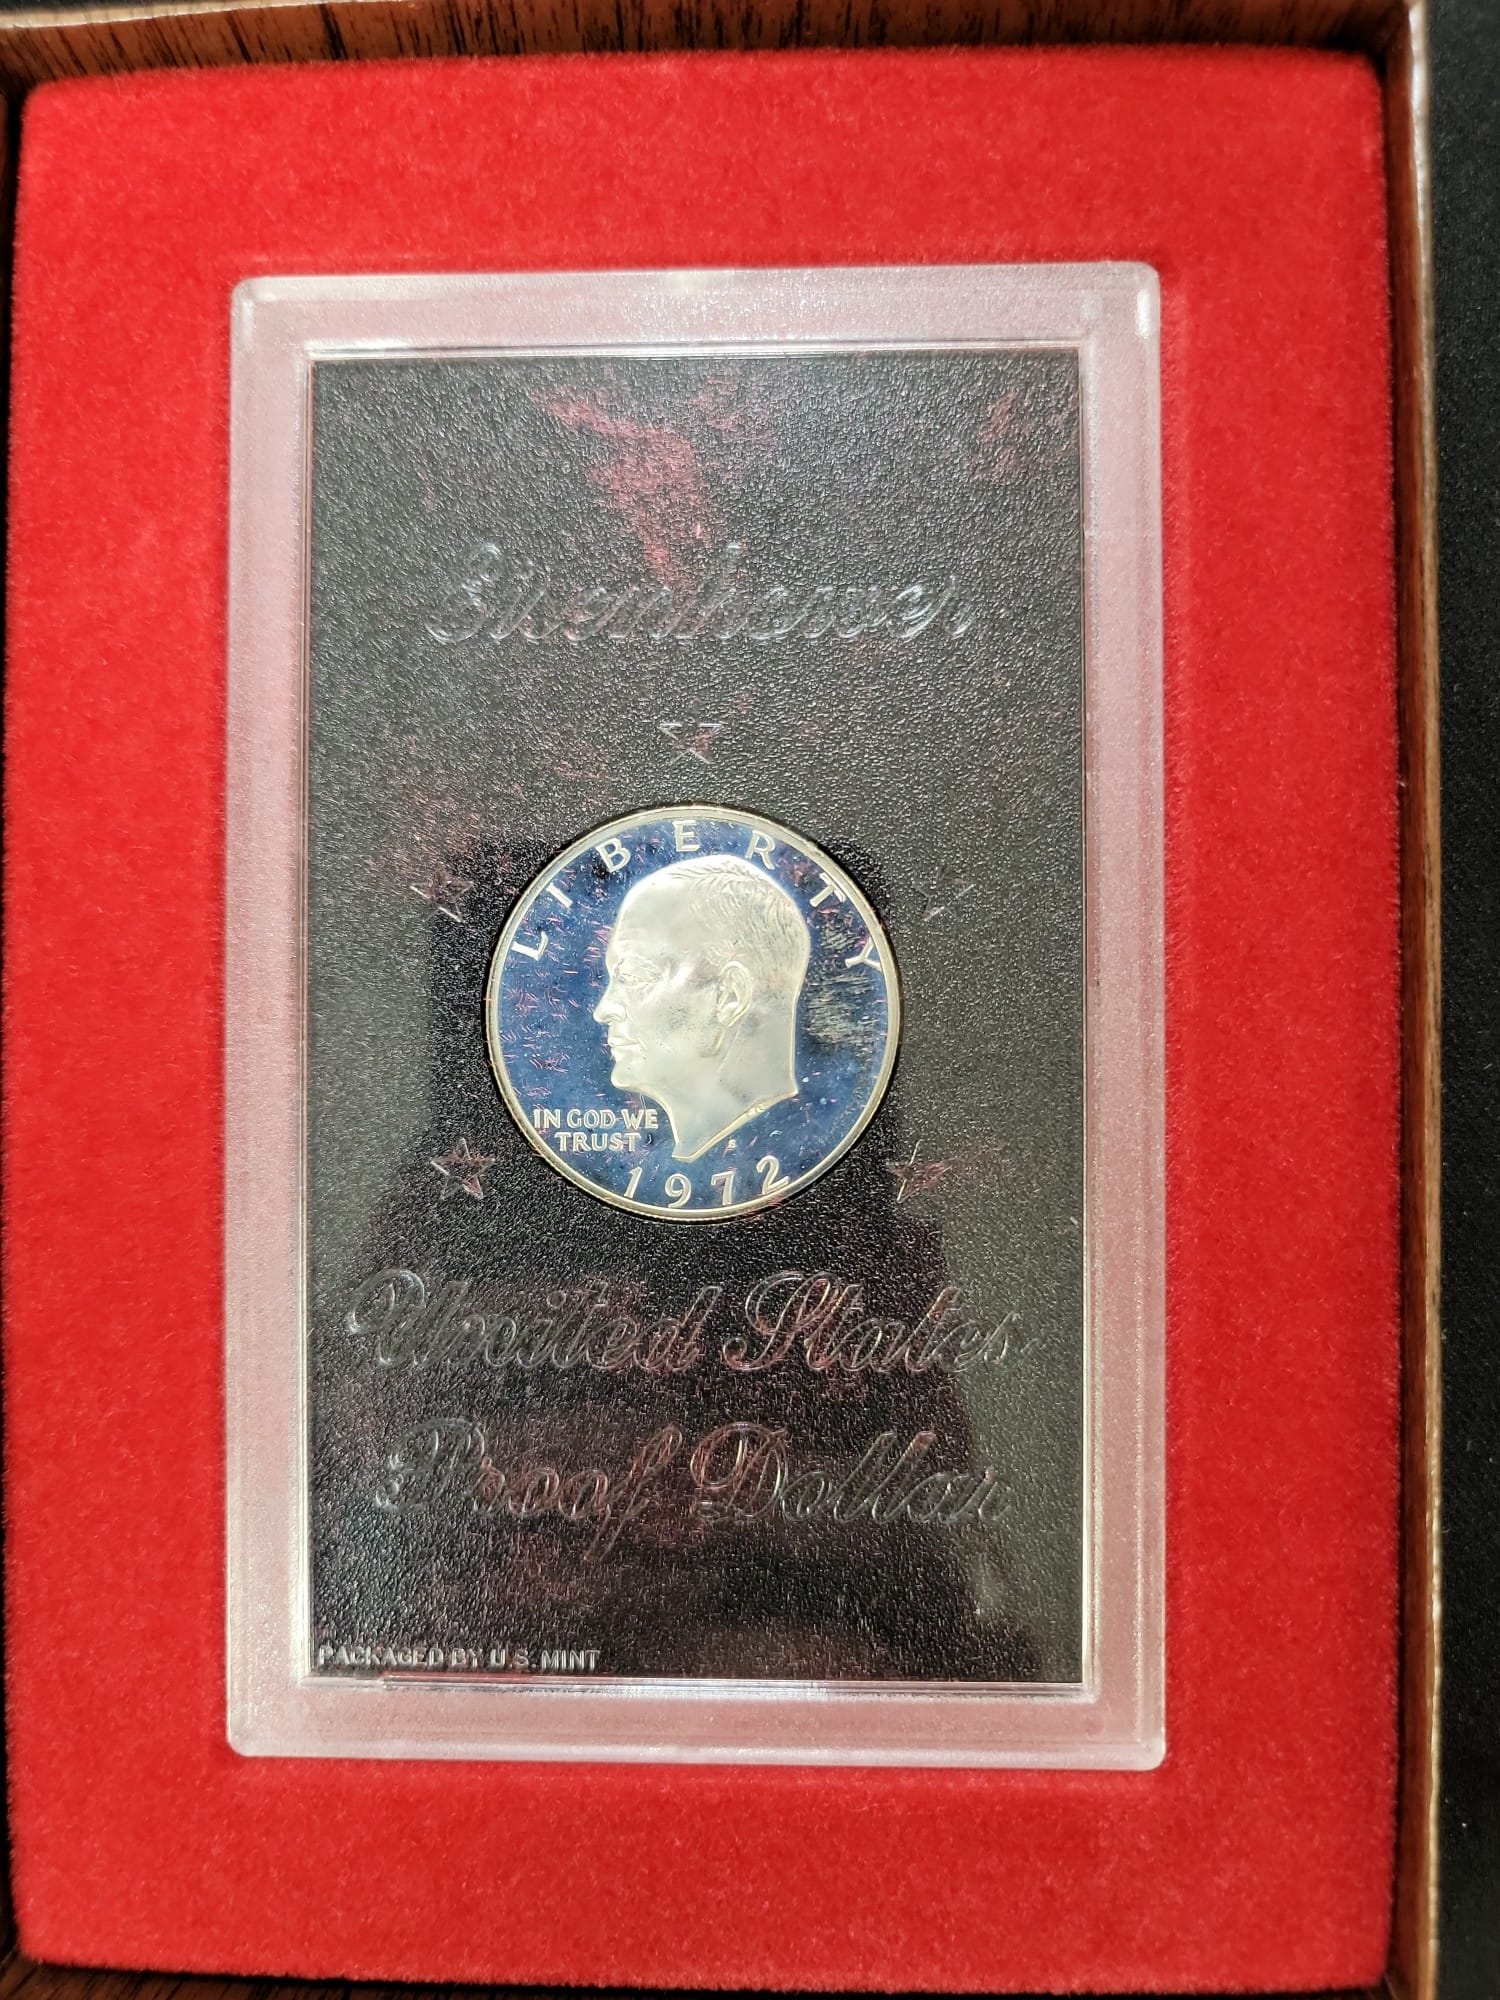 Eisenhower
LIBERTY
IN GOD WE
TRUST
S
1972
United States
Proof Dollar
PACKAGED BY U.S. MINT